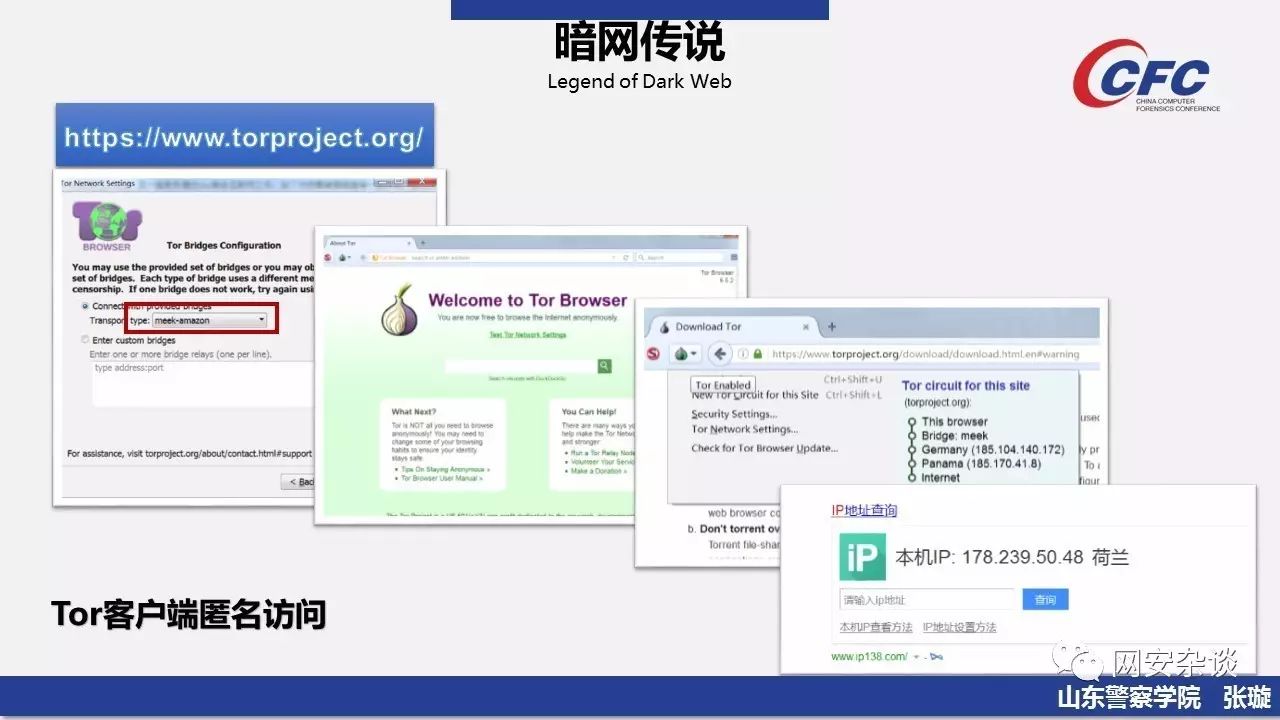 暗网传说
Legend of Dark Web
CFC
CHINA COMPUTER
FORENSICS CONFERENCE
https://www.torproject.org/
Tor Network Settings
Tor
BROWSER
Tor Bridges Configuration
You may use the provided set of bridges or you may ob
set of bridges. Each type of bridge uses a different me
censorship. If one bridge does not work, try again usin
Connect with provided bridges
Transport type: meek-amazon
Enter custom bridges
Enter one or more bridge relays (one per line).
type address:port
For assistance, visit torproject.org/about/contact.html#support
< Bac
About Tor
Tor Browser
Search or enter address
Search
Tor Browser
Welcome to Tor Browser
You are now free to browse the Internet anonymously.
Test Tor Network Settings
Search securely with DuckDuckGo
What Next?
Tor is NOT all you need to browse
anonymously! You may need to
change some of your browsing
habits to ensure your identity
stays safe.
Tips On Staying Anonymous »
Tor Browser User Manual »
You Can Help!
There are many ways you
help make the Tor Netwo
and stronger:
Run a Tor Relay Node
Volunteer Your Servic
Make a Donation »
Download Tor
https://www.torproject.org/download/download.html.en#warning
Tor Enabled
Ctrl+Shift+U
New Tor Circuit for this Site Ctrl+Shift+L
Security Settings...
Tor Network Settings...
Check for Tor Browser Update...
Tor circuit for this site
(torproject.org):
This browser
Bridge: meek
Germany (185.104.140.172)
Panama (185.170.41.8)
Internet
web browser co
b. Don't torrent ov
Torrent file-shar
IP地址查询
iP
本机IP: 178.239.50.48 荷兰
请输入ip地址
查询
本机IP查看方法 IP地址设置方法
www.ip138.com/
Tor客户端匿名访问
网安杂谈
山东警察学院 张璇